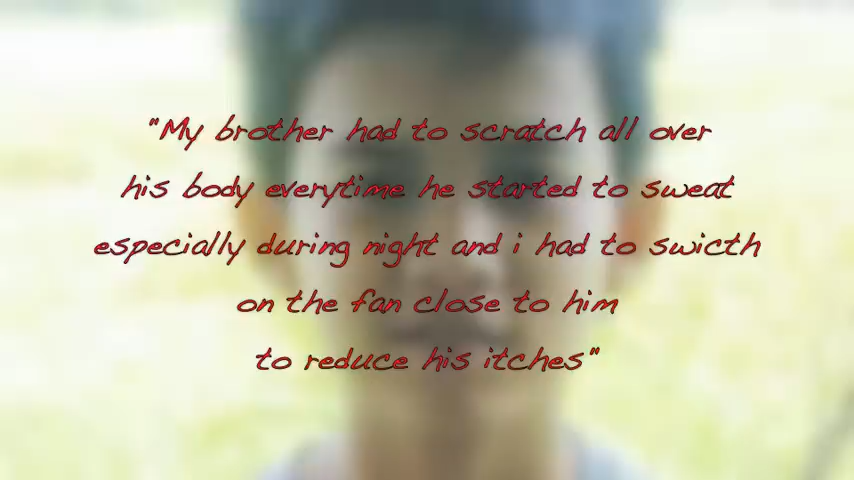 "My brother had to scratch all over
his body everytime he started to sweat
especially during night and i had to swicth
on the fan close to him
to reduce his itches"